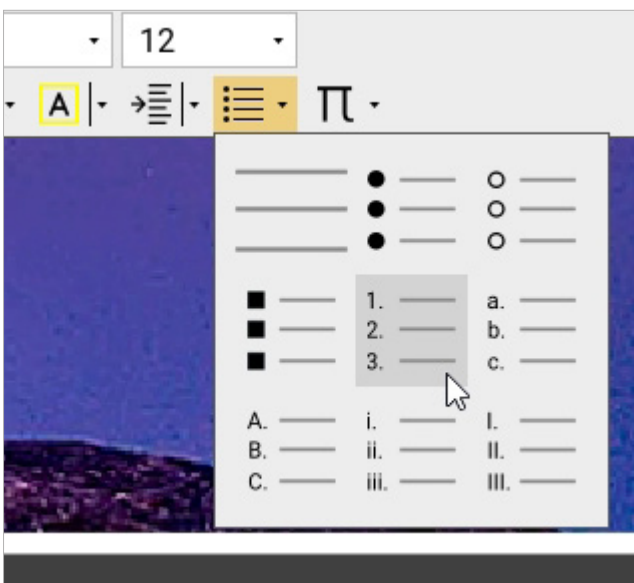 12
A
π
1.
2.
3.
a.
b.
c.
A.
B.
C.
i.
ii.
iii.
I.
II.
III.